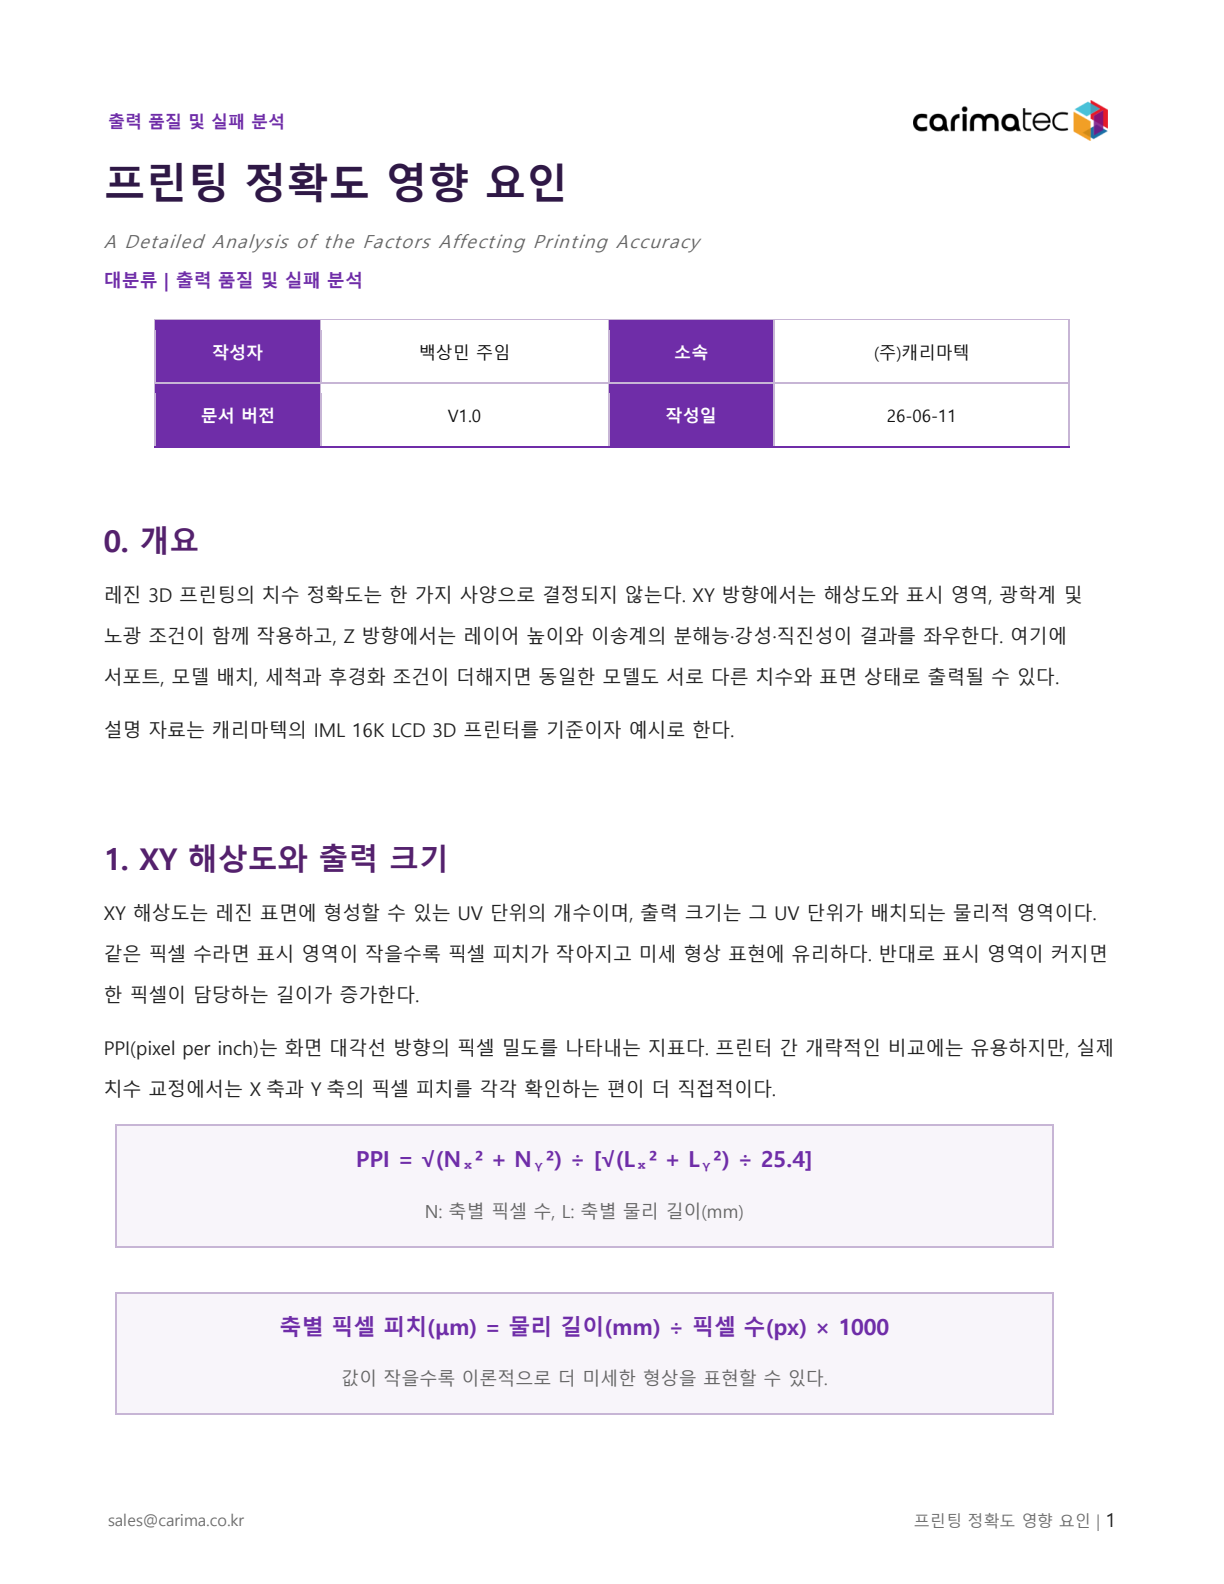 출력 품질 및 실패 분석
carimatec
프린팅 정확도 영향 요인
A Detailed Analysis of the Factors Affecting Printing Accuracy
대분류 | 출력 품질 및 실패 분석
작성자 백상민 주임 소속 (주)캐리마텍
문서 버전 V1.0 작성일 26-06-11
0. 개요
레진 3D 프린팅의 치수 정확도는 한 가지 사양으로 결정되지 않는다. XY 방향에서는 해상도와 표시 영역, 광학계 및
노광 조건이 함께 작용하고, Z 방향에서는 레이어 높이와 이송계의 분해능·강성·직진성이 결과를 좌우한다. 여기에
서포트, 모델 배치, 세척과 후경화 조건이 더해지면 동일한 모델도 서로 다른 치수와 표면 상태로 출력될 수 있다.
설명 자료는 캐리마텍의 IML 16K LCD 3D 프린터를 기준이자 예시로 한다.
1. XY 해상도와 출력 크기
XY 해상도는 레진 표면에 형성할 수 있는 UV 단위의 개수이며, 출력 크기는 그 UV 단위가 배치되는 물리적 영역이다.
같은 픽셀 수라면 표시 영역이 작을수록 픽셀 피치가 작아지고 미세 형상 표현에 유리하다. 반대로 표시 영역이 커지면
한 픽셀이 담당하는 길이가 증가한다.
PPI(pixel per inch)는 화면 대각선 방향의 픽셀 밀도를 나타내는 지표다. 프린터 간 개략적인 비교에는 유용하지만, 실제
치수 교정에서는 X 축과 Y 축의 픽셀 피치를 각각 확인하는 편이 더 직접적이다.
PPI = √(Nₓ² + Nᵧ²) ÷ [√(Lₓ² + Lᵧ²) ÷ 25.4]
N: 축별 픽셀 수, L: 축별 물리 길이(mm)
축별 픽셀 피치(μm) = 물리 길이(mm) ÷ 픽셀 수(px) × 1000
값이 작을수록 이론적으로 더 미세한 형상을 표현할 수 있다.
sales@carima.co.kr
프린팅 정확도 영향 요인 | 1